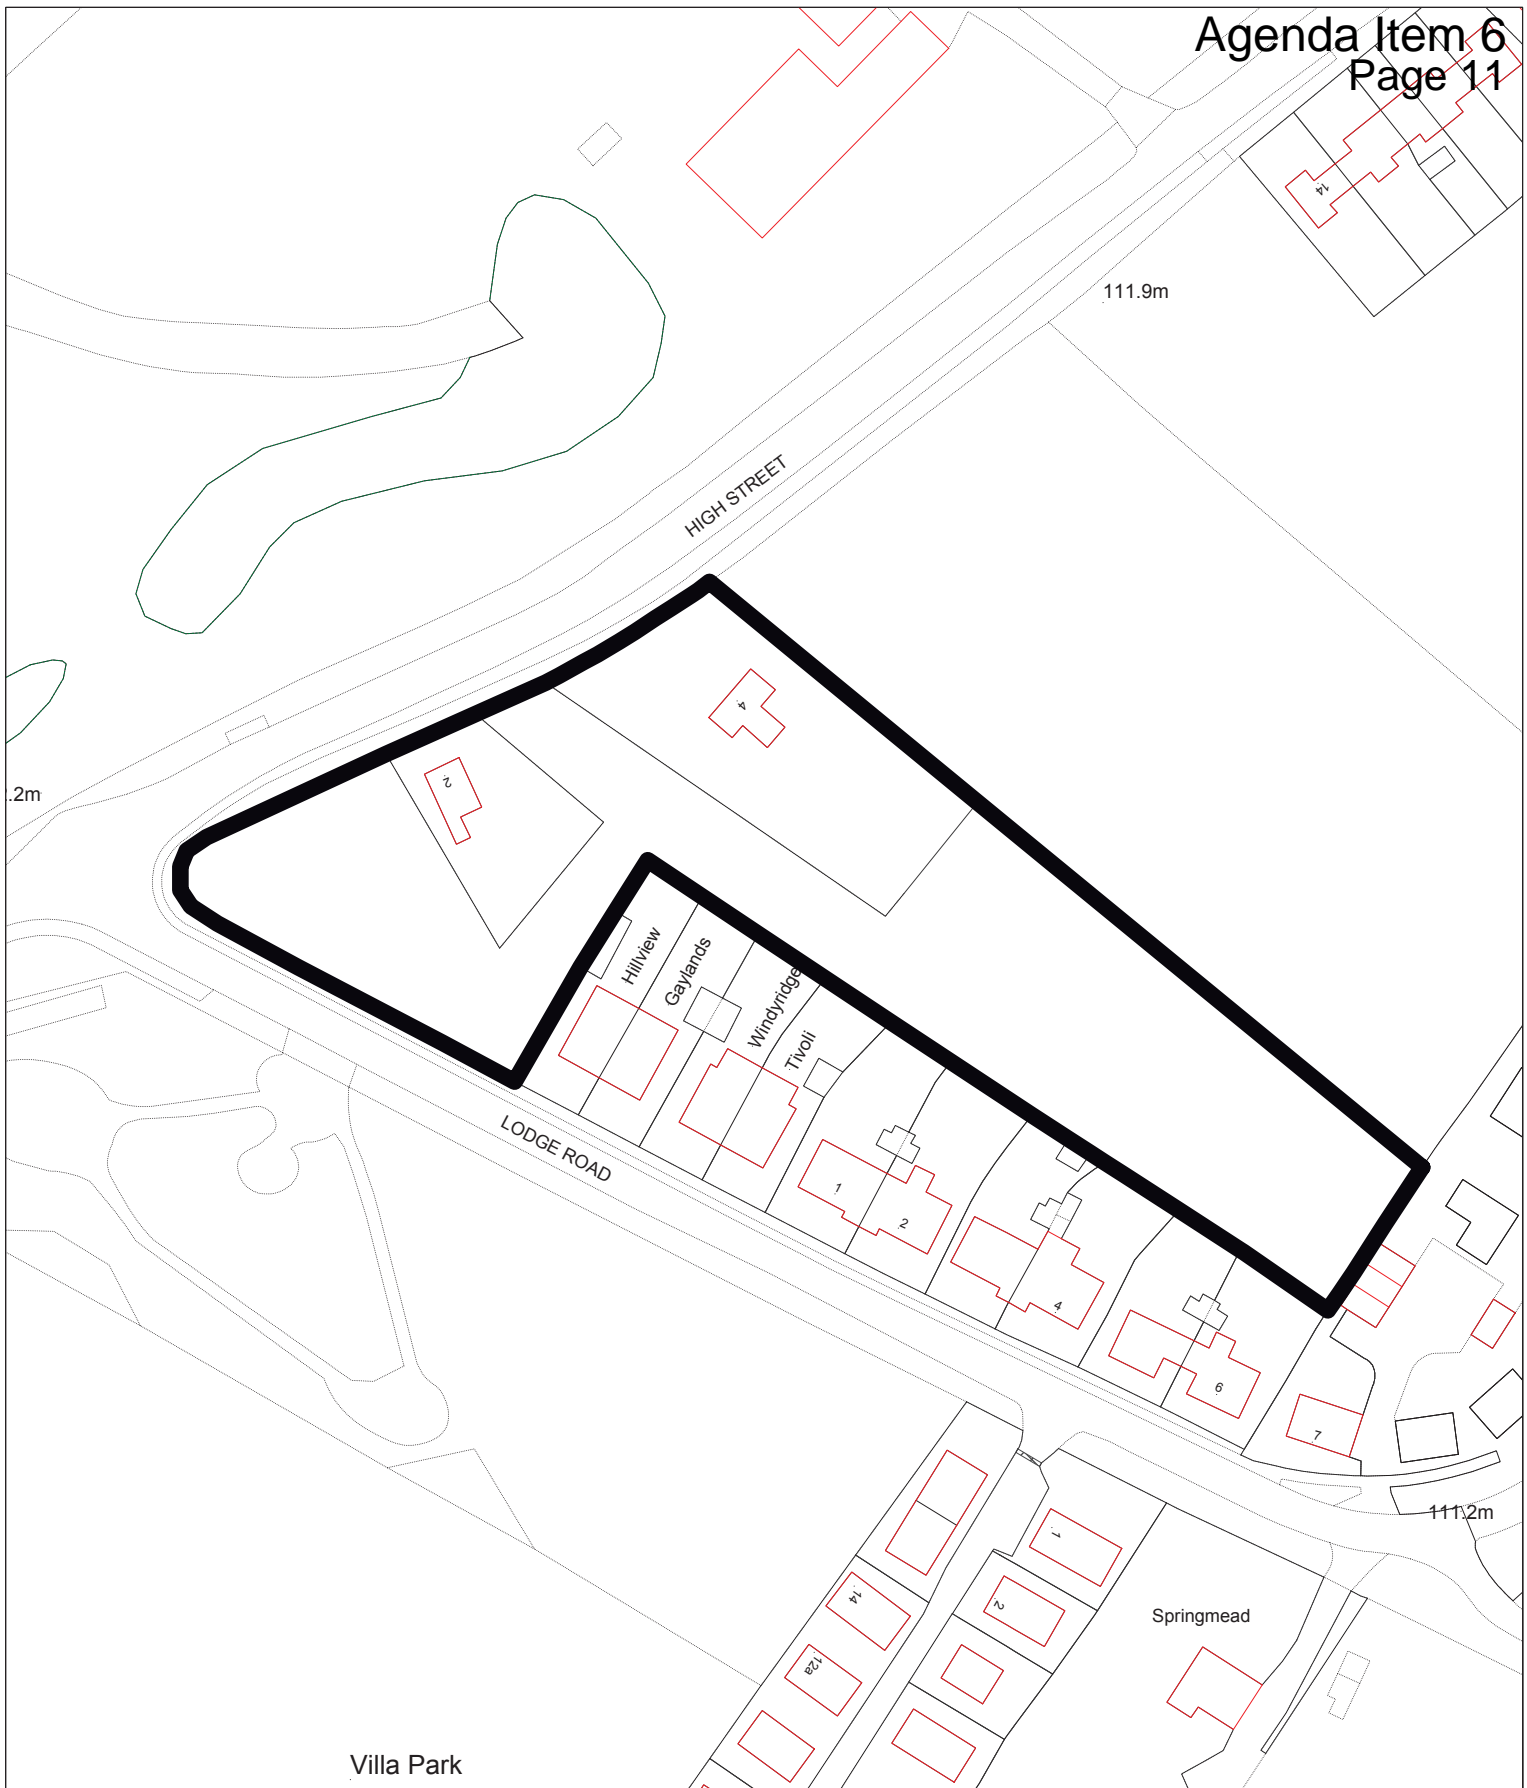 Agenda Item 6
Page 11
14
111.9m
HIGH STREET
4
2
.2m
Hillview
Gaylands
Windyridge
Tivoli
LODGE ROAD
1
2
4
6
7
111.2m
1
14
2
Springmead
12a
Villa Park